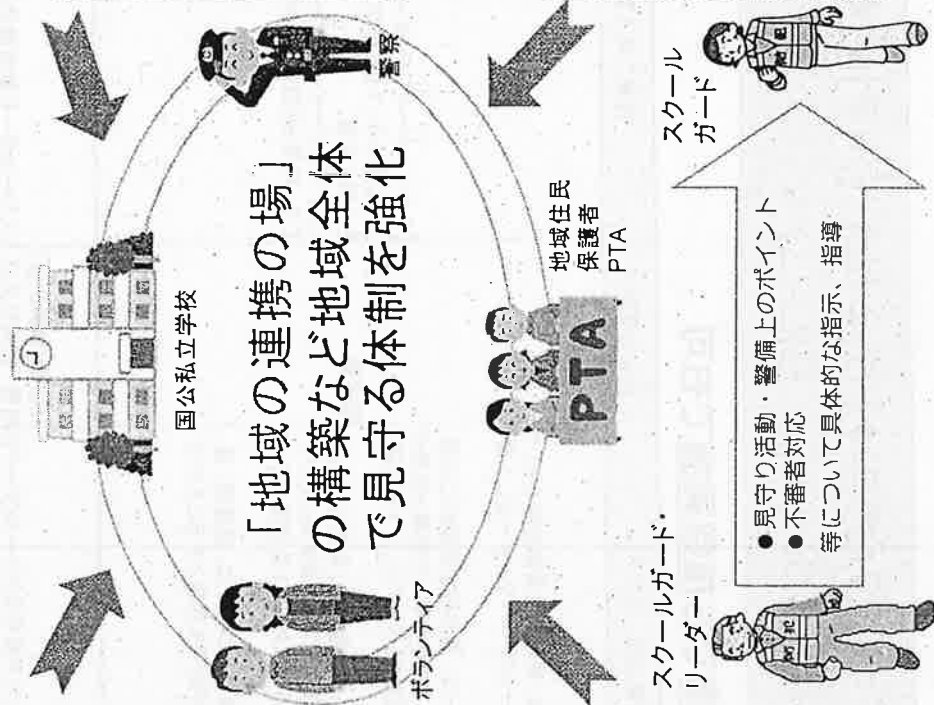 国公私立学校
警察
「地域の連携の場」
の構築など地域全体
で見守る体制を強化
ボランティア
地域住民
保護者
PTA
PTA
スクールガード・
リーダー
● 見守り活動・警備上のポイント
● 不審者対応
等について具体的な指示、指導
スクール
ガード